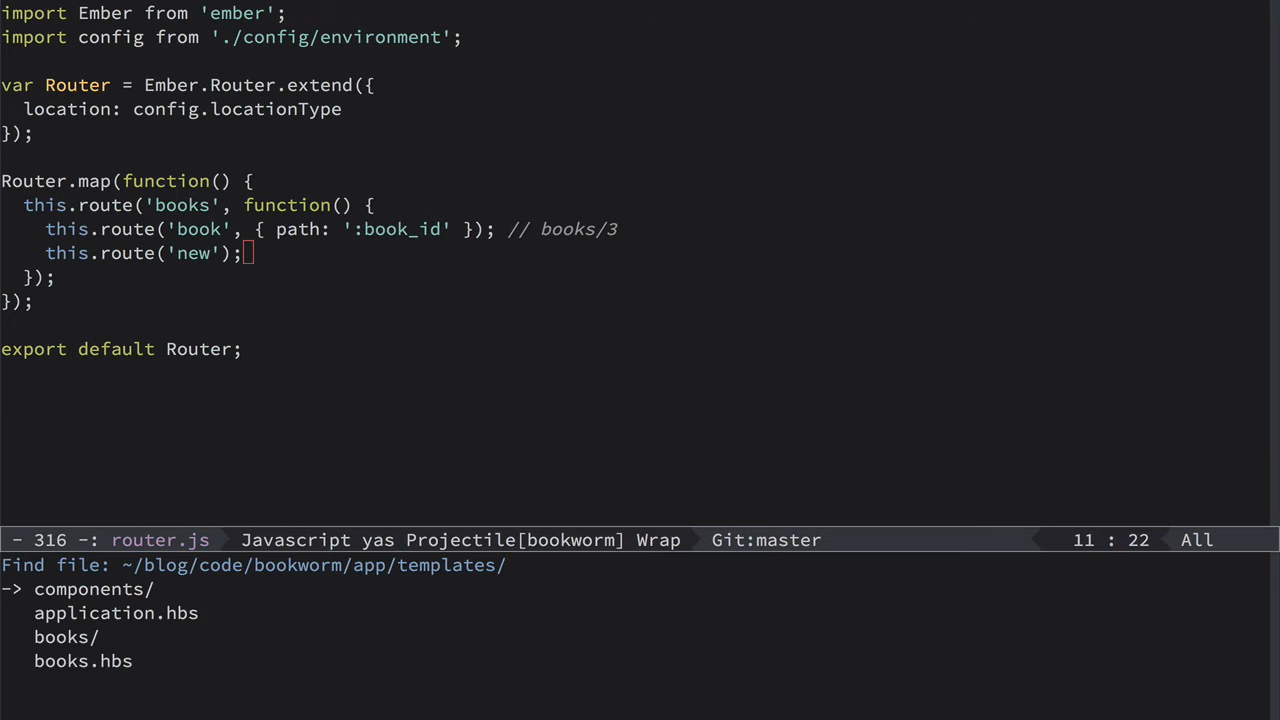 import Ember from 'ember';
import config from './config/environment';
var Router = Ember.Router.extend({
  location: config.locationType
});
Router.map(function() {
  this.route('books', function() {
    this.route('book', { path: ':book_id' }); // books/3
    this.route('new');
  });
});
export default Router;
- 316 -: router.js Javascript yas Projectile[bookworm] Wrap Git:master 11 : 22 All
Find file: ~/blog/code/bookworm/app/templates/
-> components/
   application.hbs
   books/
   books.hbs